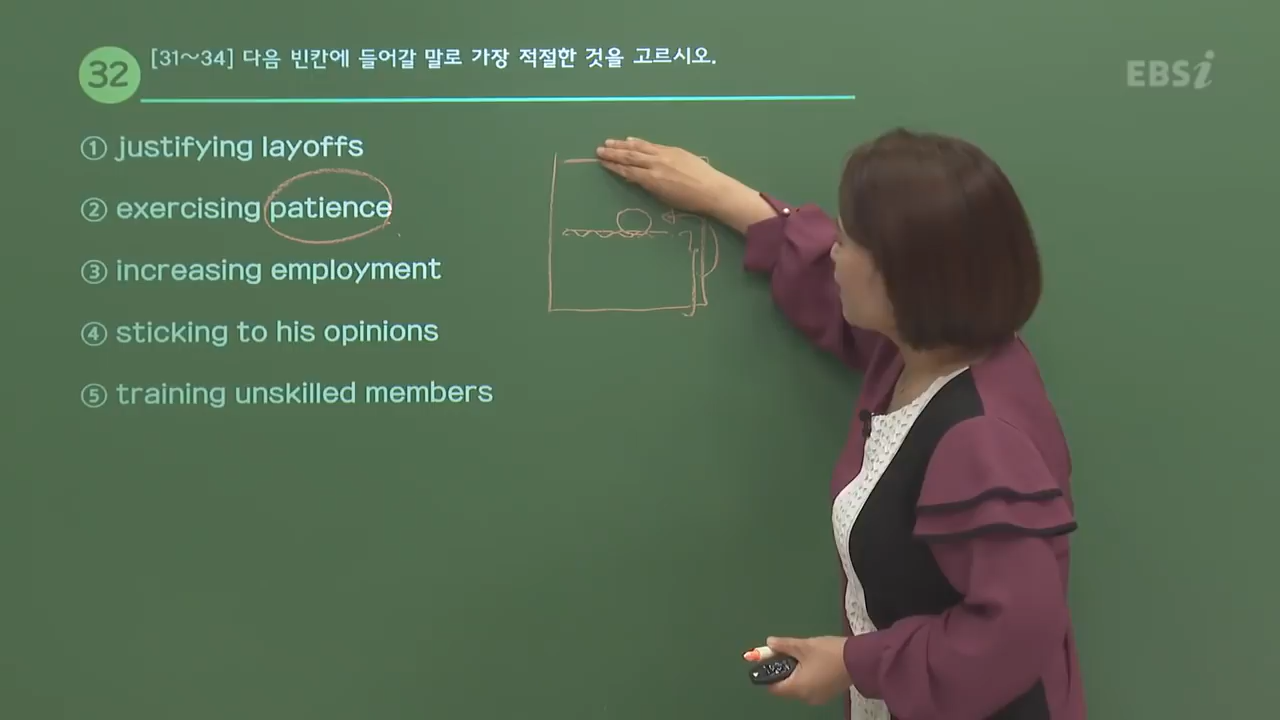 32
[31~34] 다음 빈칸에 들어갈 말로 가장 적절한 것을 고르시오.
EBSi
① justifying layoffs
② exercising patience
③ increasing employment
④ sticking to his opinions
⑤ training unskilled members